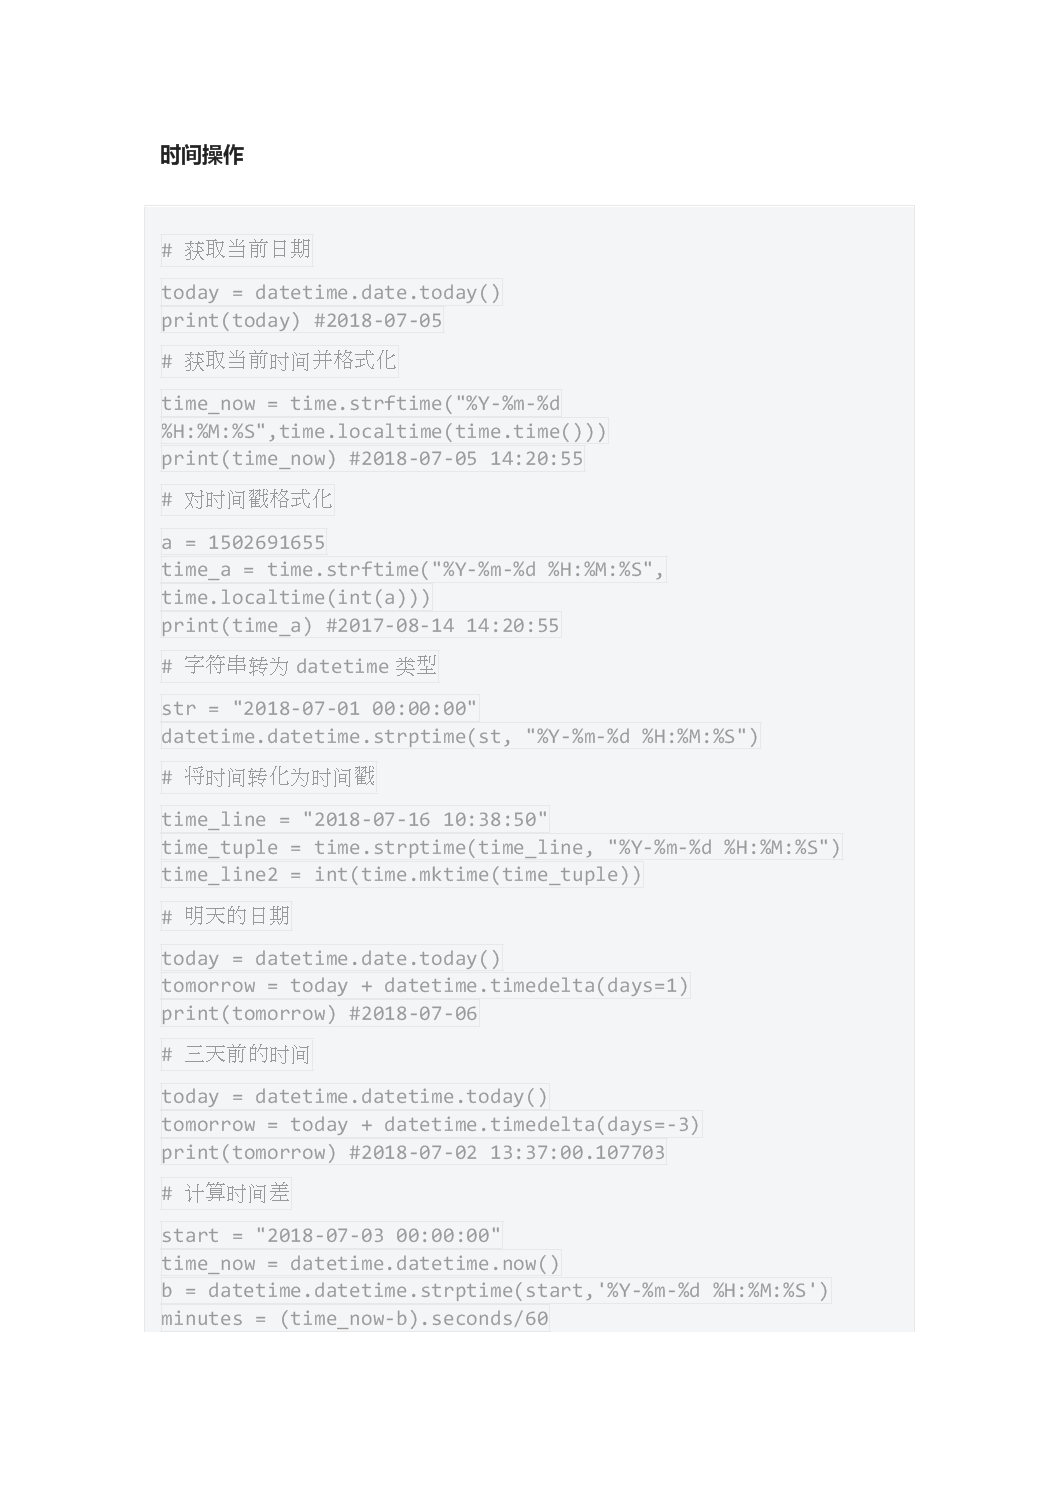 时间操作
# 获取当前日期
today = datetime.date.today()
print(today) #2018-07-05
# 获取当前时间并格式化
time_now = time.strftime("%Y-%m-%d
%H:%M:%S",time.localtime(time.time()))
print(time_now) #2018-07-05 14:20:55
# 对时间戳格式化
a = 1502691655
time_a = time.strftime("%Y-%m-%d %H:%M:%S",
time.localtime(int(a)))
print(time_a) #2017-08-14 14:20:55
# 字符串转为 datetime 类型
str = "2018-07-01 00:00:00"
datetime.datetime.strptime(st, "%Y-%m-%d %H:%M:%S")
# 将时间转化为时间戳
time_line = "2018-07-16 10:38:50"
time_tuple = time.strptime(time_line, "%Y-%m-%d %H:%M:%S")
time_line2 = int(time.mktime(time_tuple))
# 明天的日期
today = datetime.date.today()
tomorrow = today + datetime.timedelta(days=1)
print(tomorrow) #2018-07-06
# 三天前的时间
today = datetime.datetime.today()
tomorrow = today + datetime.timedelta(days=-3)
print(tomorrow) #2018-07-02 13:37:00.107703
# 计算时间差
start = "2018-07-03 00:00:00"
time_now = datetime.datetime.now()
b = datetime.datetime.strptime(start,'%Y-%m-%d %H:%M:%S')
minutes = (time_now-b).seconds/60